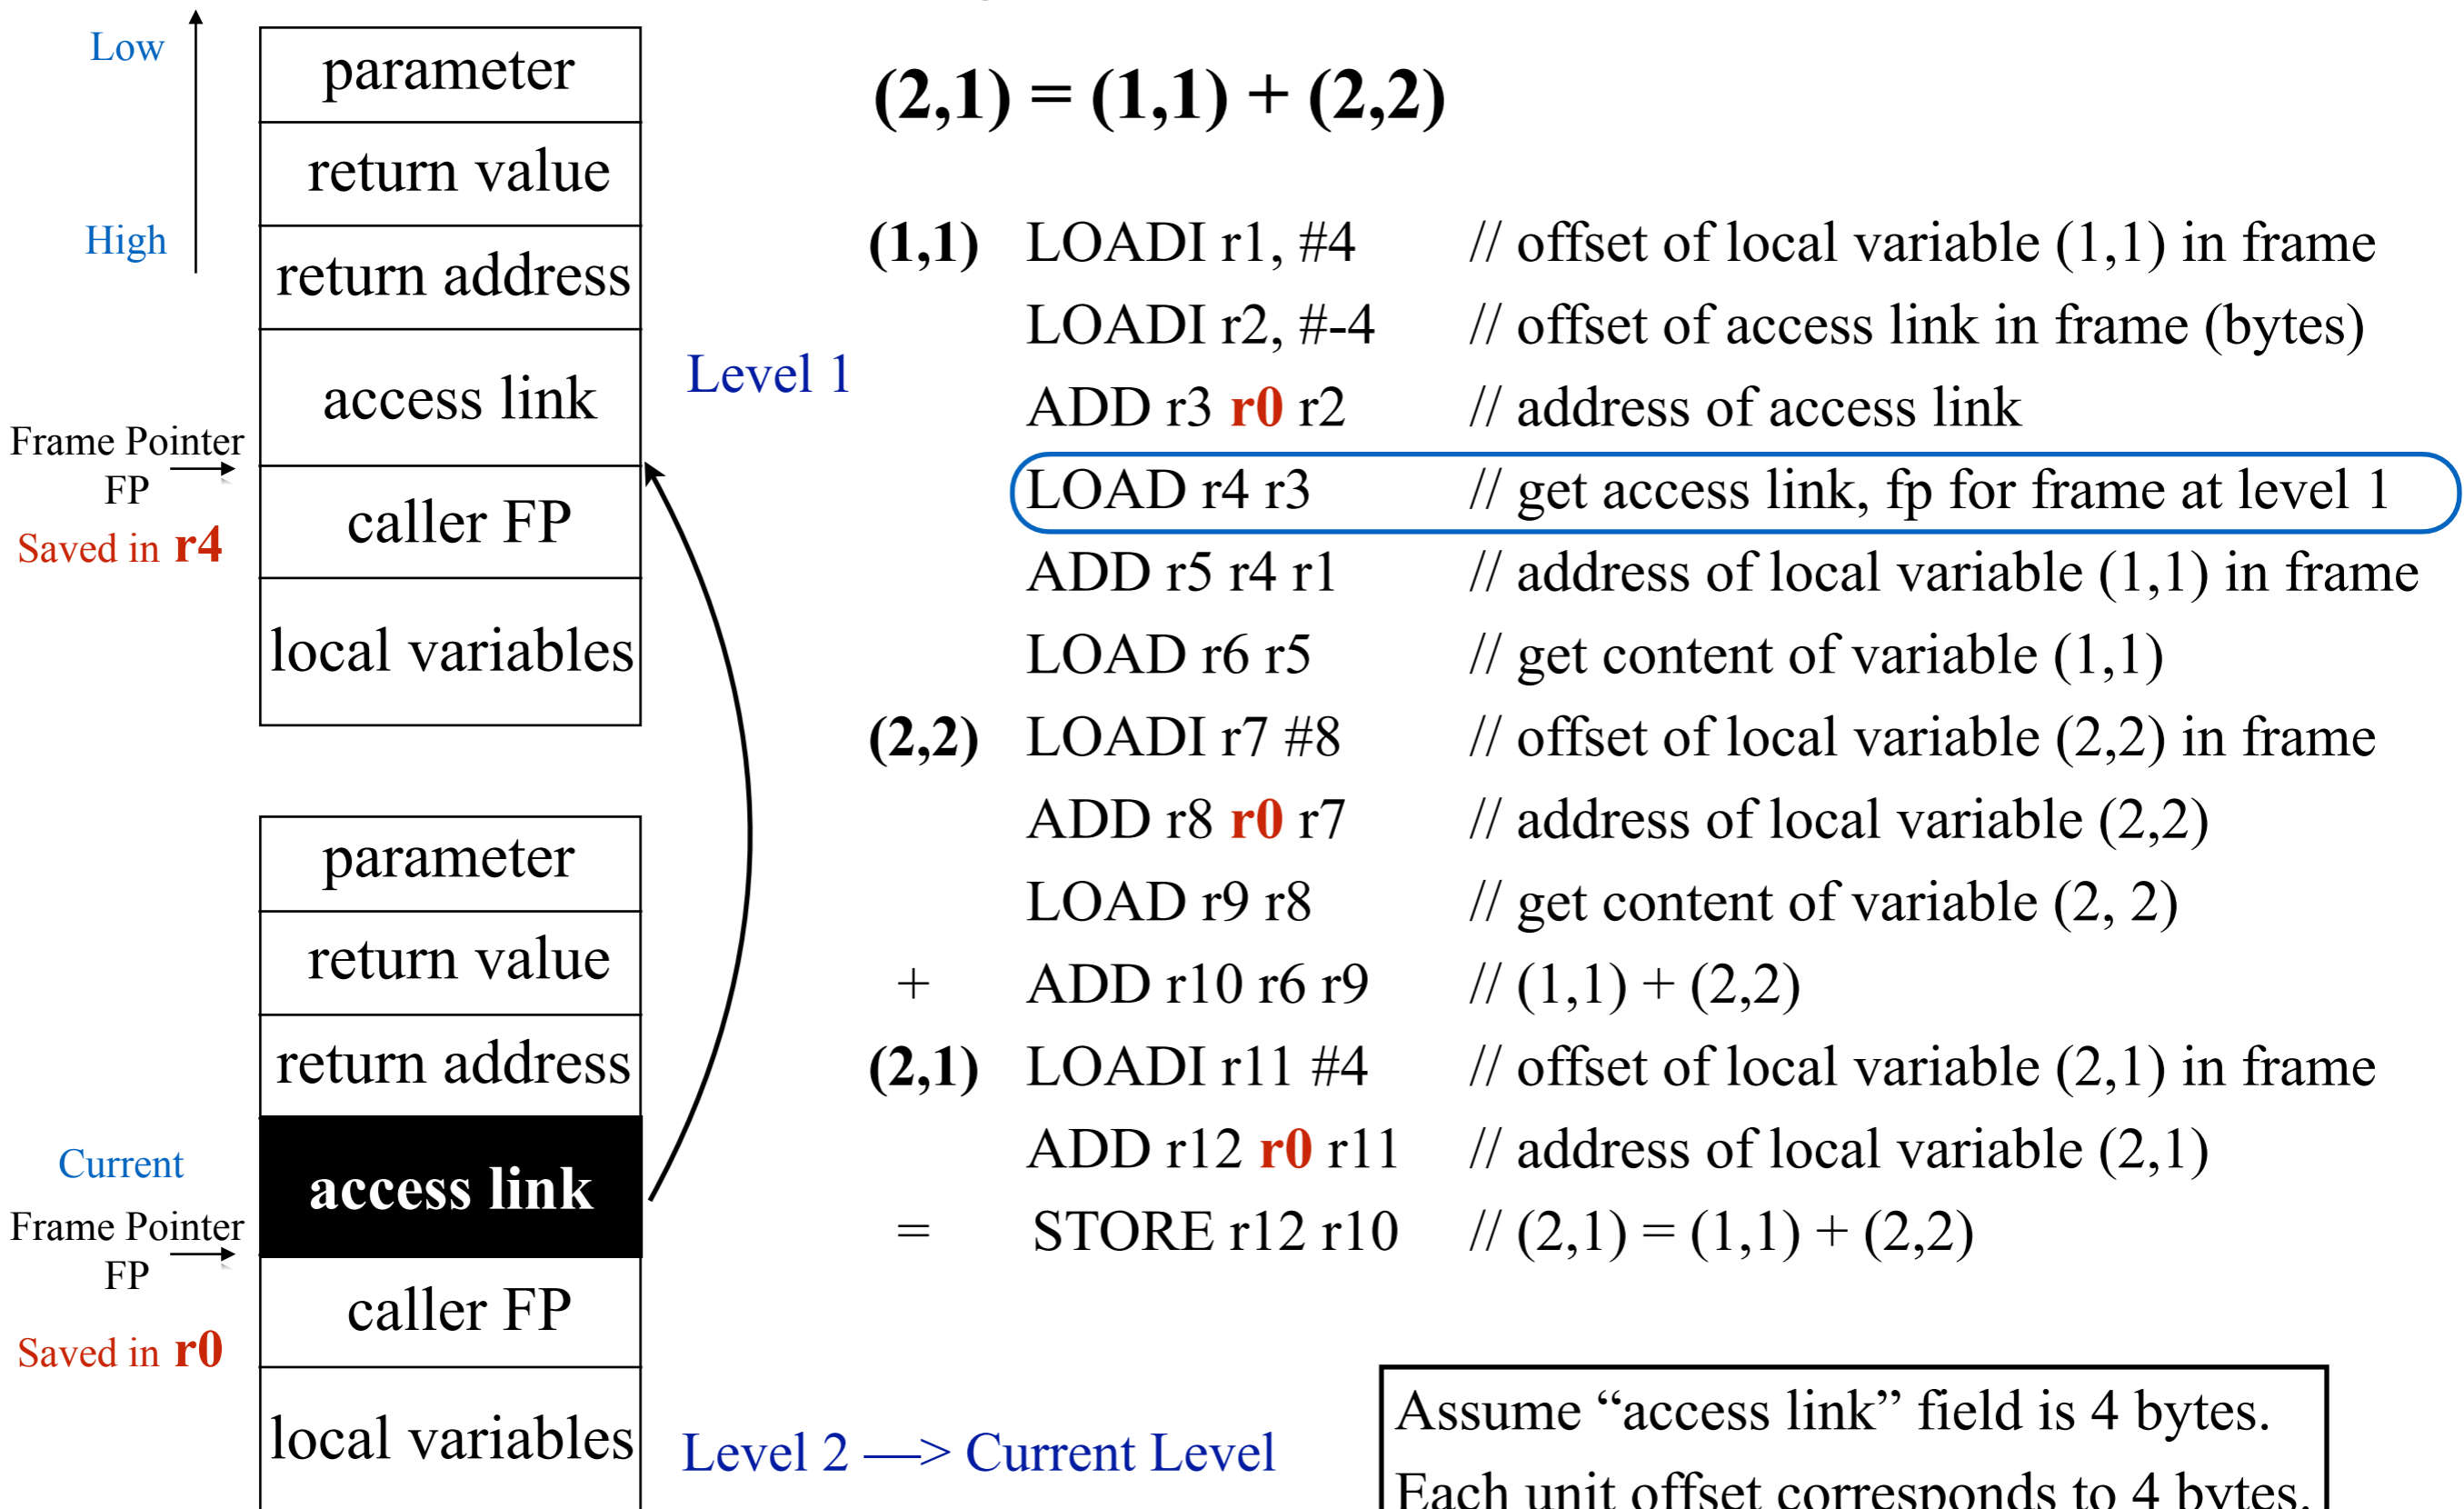 Low
High
parameter
return value
return address
access link
caller FP
local variables
Frame Pointer
FP
Saved in r4
Level 1
parameter
return value
return address
access link
caller FP
local variables
Current
Frame Pointer
FP
Saved in r0
Level 2 —> Current Level
(2,1) = (1,1) + (2,2)
(1,1) LOADI r1, #4 // offset of local variable (1,1) in frame
LOADI r2, #-4 // offset of access link in frame (bytes)
ADD r3 r0 r2 // address of access link
LOAD r4 r3 // get access link, fp for frame at level 1
ADD r5 r4 r1 // address of local variable (1,1) in frame
LOAD r6 r5 // get content of variable (1,1)
(2,2) LOADI r7 #8 // offset of local variable (2,2) in frame
ADD r8 r0 r7 // address of local variable (2,2)
LOAD r9 r8 // get content of variable (2, 2)
+ ADD r10 r6 r9 // (1,1) + (2,2)
(2,1) LOADI r11 #4 // offset of local variable (2,1) in frame
ADD r12 r0 r11 // address of local variable (2,1)
= STORE r12 r10 // (2,1) = (1,1) + (2,2)
Assume “access link” field is 4 bytes.
Each unit offset corresponds to 4 bytes.